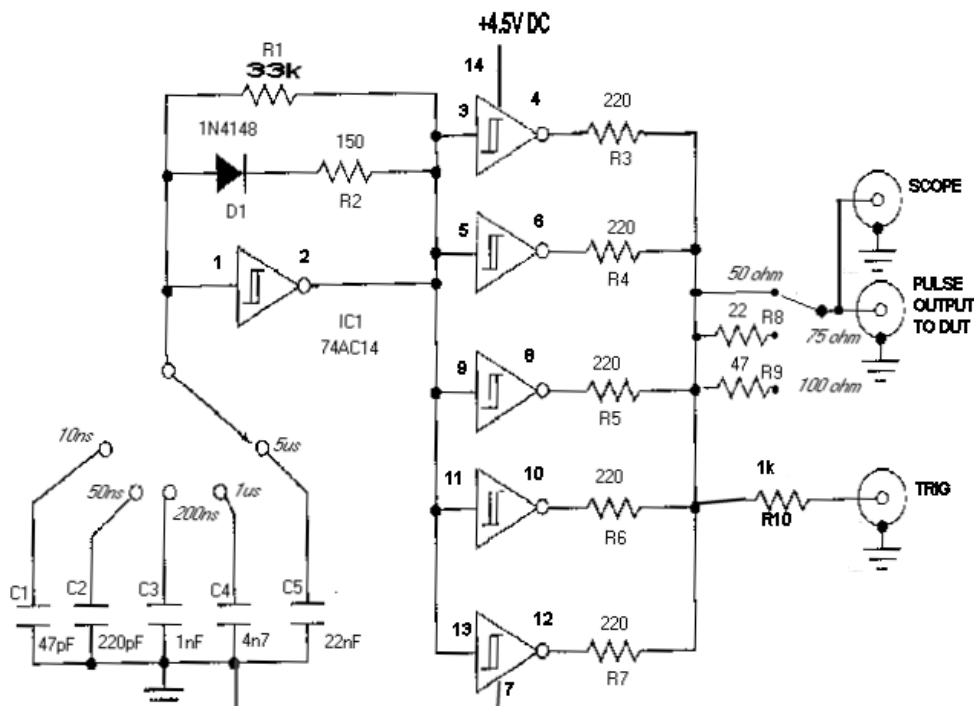 +4.5V DC
R1
33k
14
3
4
220
R3
1N4148
D1
150
R2
5
6
220
R4
SCOPE
1
2
IC1
74AC14
50 ohm
PULSE
OUTPUT
TO DUT
22
R8
75 ohm
9
8
220
R5
47
R9
100 ohm
10ns
50ns
200ns
1us
5us
11
10
220
R6
1k
R10
TRIG
C1
C2
C3
C4
C5
47pF
220pF
1nF
4n7
22nF
13
12
220
R7
7